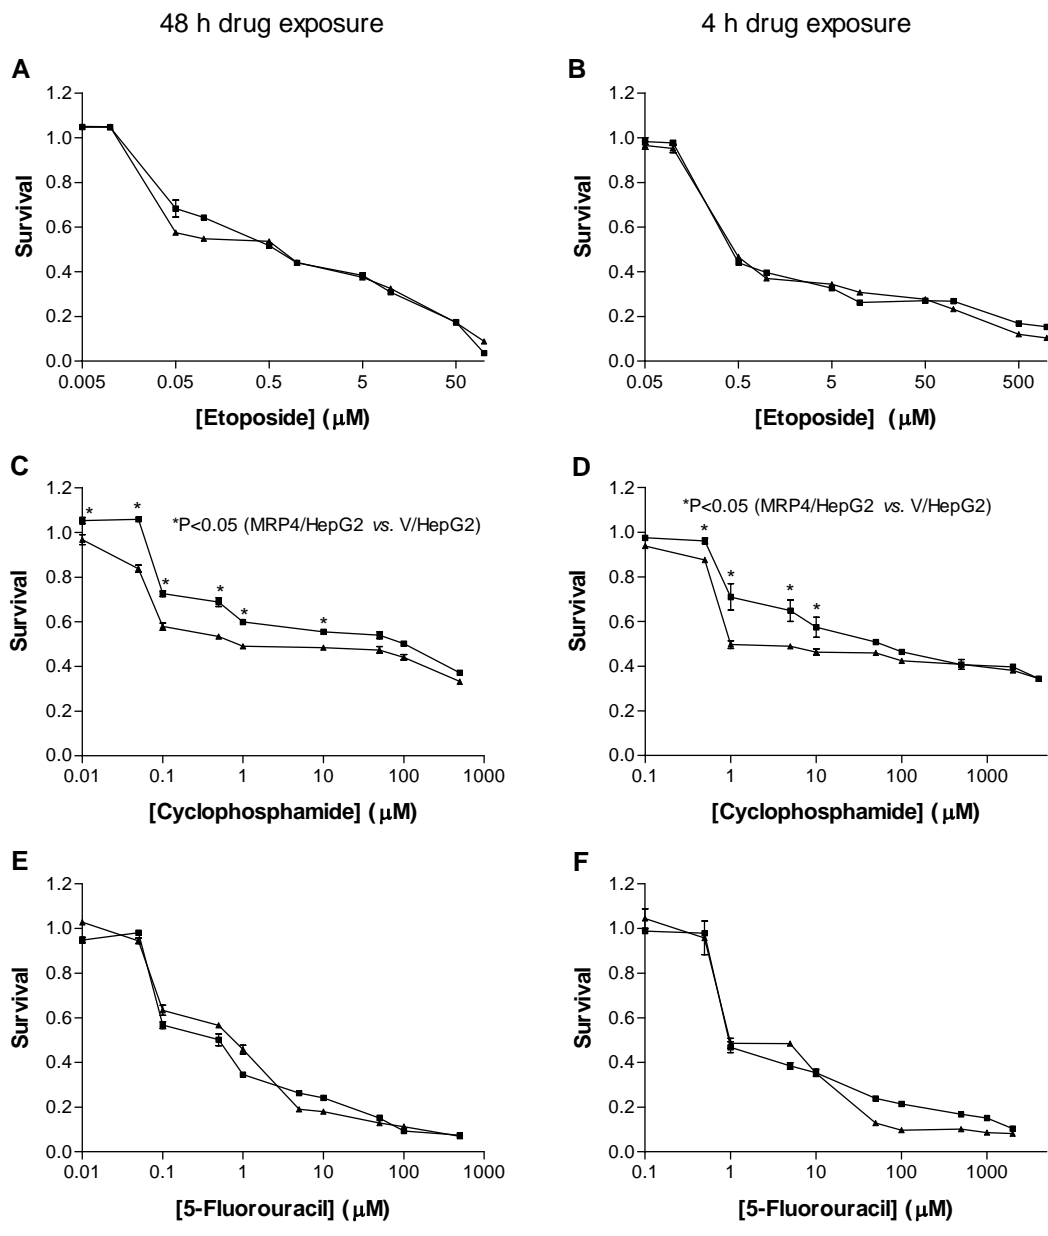 48 h drug exposure
4 h drug exposure
A
1.2
1.0
0.8
0.6
0.4
0.2
0.0
Survival
0.005 0.05 0.5 5 50
[Etoposide] (μM)
B
1.2
1.0
0.8
0.6
0.4
0.2
0.0
Survival
0.05 0.5 5 50 500
[Etoposide] (μM)
C
1.2
1.0
0.8
0.6
0.4
0.2
0.0
Survival
* * * * * *
*P<0.05 (MRP4/HepG2 vs. V/HepG2)
0.01 0.1 1 10 100 1000
[Cyclophosphamide] (μM)
D
1.2
1.0
0.8
0.6
0.4
0.2
0.0
Survival
*P<0.05 (MRP4/HepG2 vs. V/HepG2)
* * * *
0.1 1 10 100 1000
[Cyclophosphamide] (μM)
E
1.2
1.0
0.8
0.6
0.4
0.2
0.0
Survival
0.01 0.1 1 10 100 1000
[5-Fluorouracil] (μM)
F
1.2
1.0
0.8
0.6
0.4
0.2
0.0
Survival
0.1 1 10 100 1000
[5-Fluorouracil] (μM)